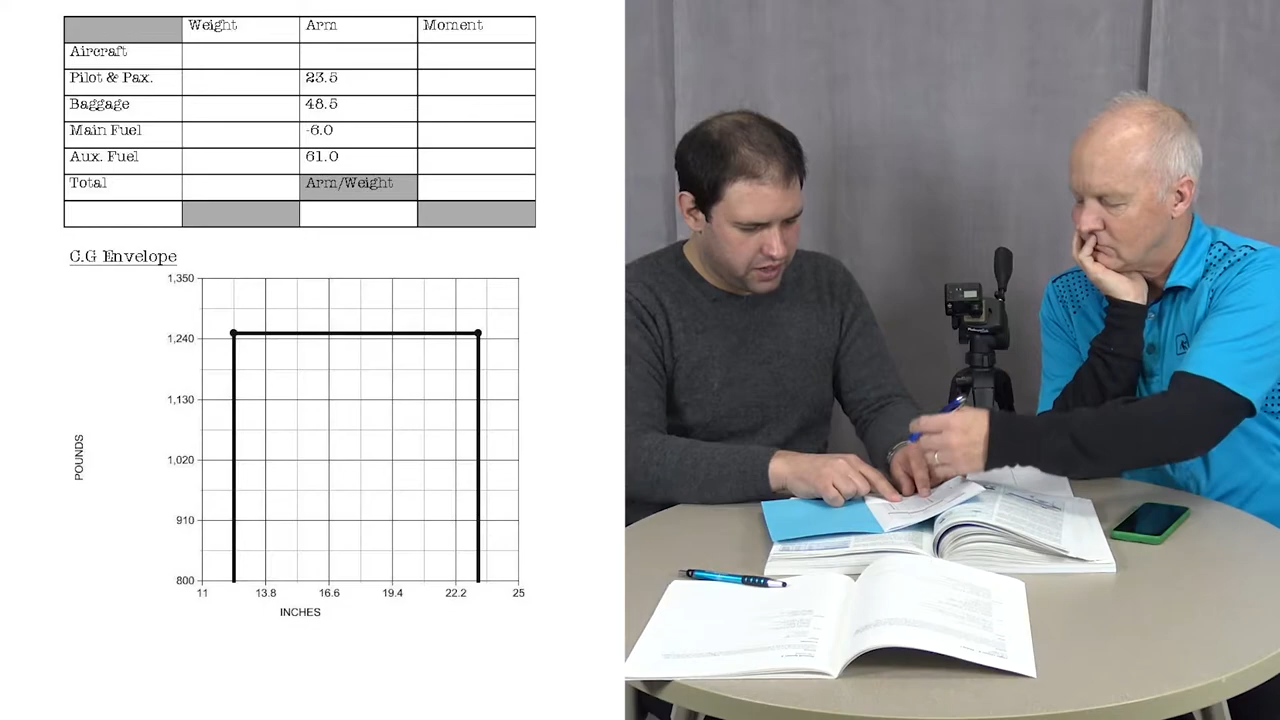 Weight Arm Moment
Aircraft
Pilot & Pax. 23.5
Baggage 48.5
Main Fuel -6.0
Aux. Fuel 61.0
Total Arm/Weight
C.G Envelope
1,350
1,240
1,130
1,020
910
800
POUNDS
11 13.8 16.6 19.4 22.2 25
INCHES